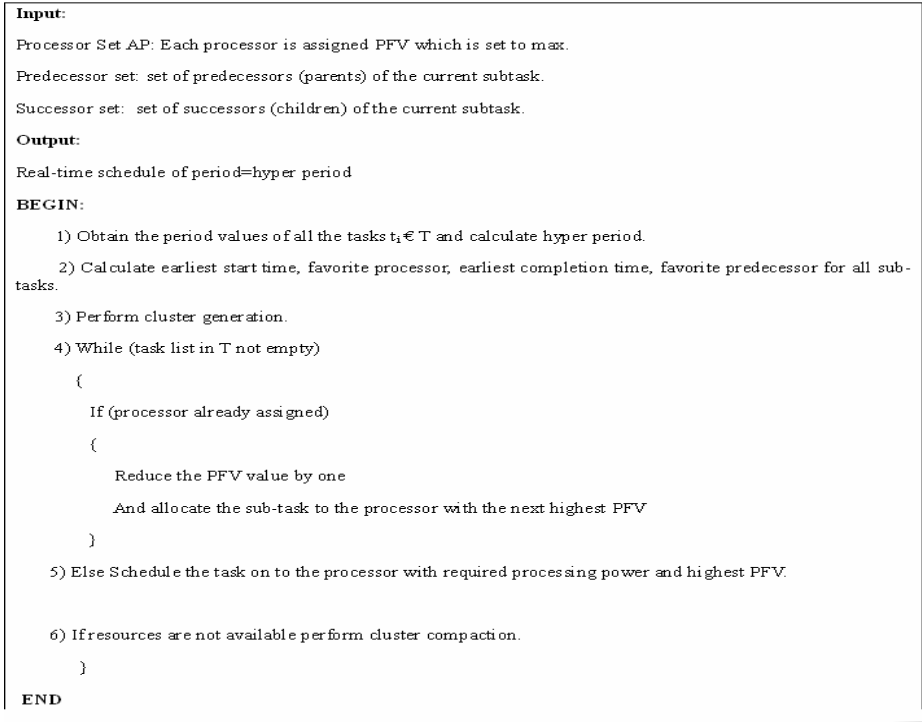 Input:
Processor Set AP: Each processor is assigned PFV which is set to max.
Predecessor set: set of predecessors (parents) of the current subtask.
Successor set: set of successors (children) of the current subtask.
Output:
Real-time schedule of period=hyper period
BEGIN:
1) Obtain the period values of all the tasks tᵢ€ T and calculate hyper period.
2) Calculate earliest start time, favorite processor, earliest completion time, favorite predecessor for all sub-
tasks.
3) Perform cluster generation.
4) While (task list in T not empty)
{
If (processor already assigned)
{
Reduce the PFV value by one
And allocate the sub-task to the processor with the next highest PFV
}
5) Else Schedule the task on to the processor with required processing power and highest PFV.
6) If resources are not available perform cluster compaction.
}
END